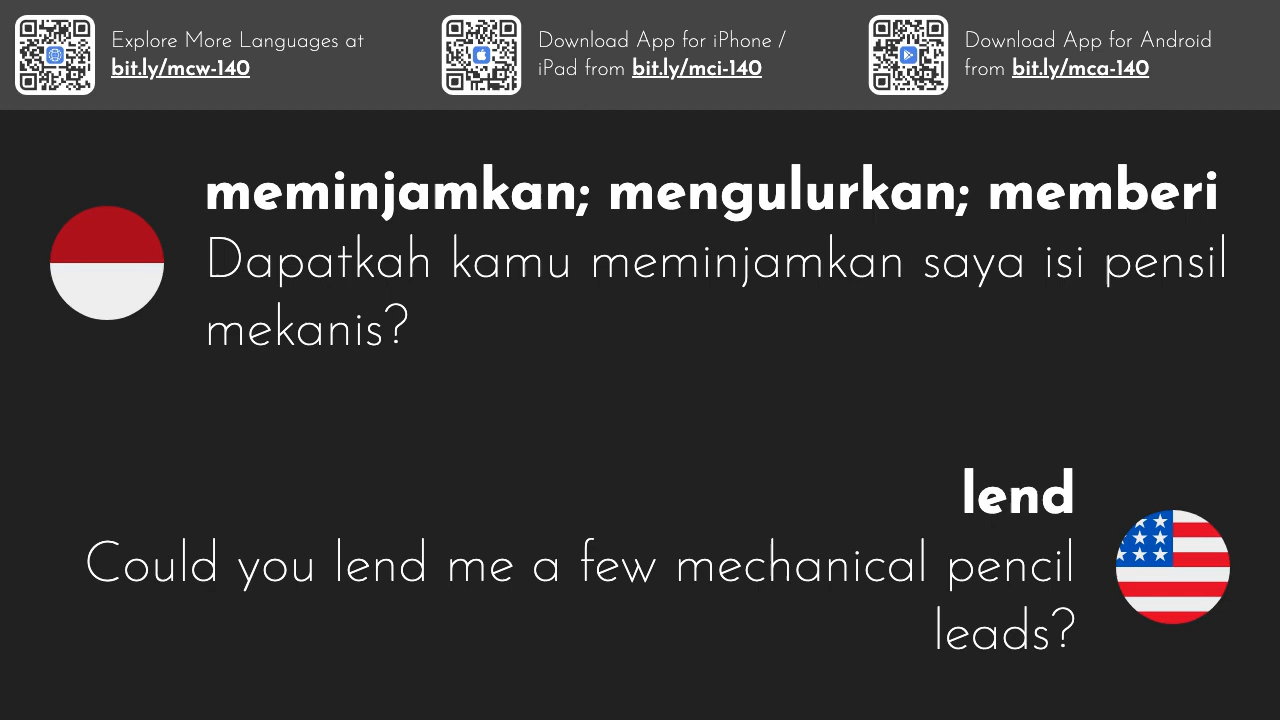 Explore More Languages at
bit.ly/mcw-140
Download App for iPhone /
iPad from bit.ly/mci-140
Download App for Android
from bit.ly/mca-140
meminjamkan; mengulurkan; memberi
Dapatkah kamu meminjamkan saya isi pensil
mekanis?
lend
Could you lend me a few mechanical pencil
leads?